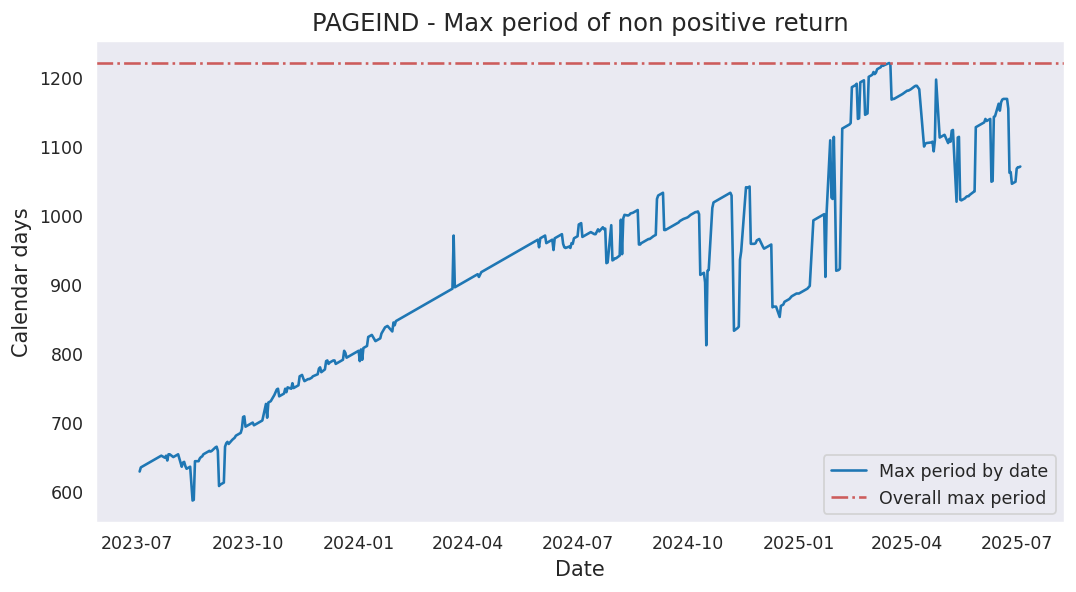 PAGEIND - Max period of non positive return
Calendar days
1200
1100
1000
900
800
700
600
Max period by date
Overall max period
2023-07 2023-10 2024-01 2024-04 2024-07 2024-10 2025-01 2025-04 2025-07
Date